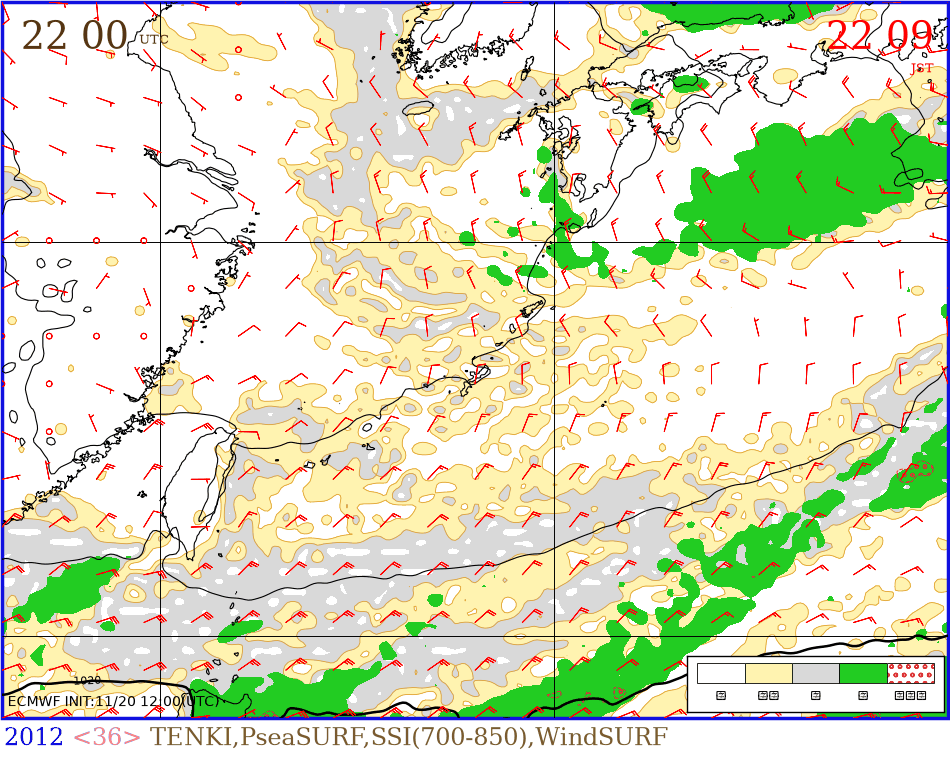 22 00 UTC
22 09
JST
1020
ECMWF INIT:11/20 12:00(UTC)
2012 <36> TENKI,PseaSURF,SSI(700-850),WindSURF